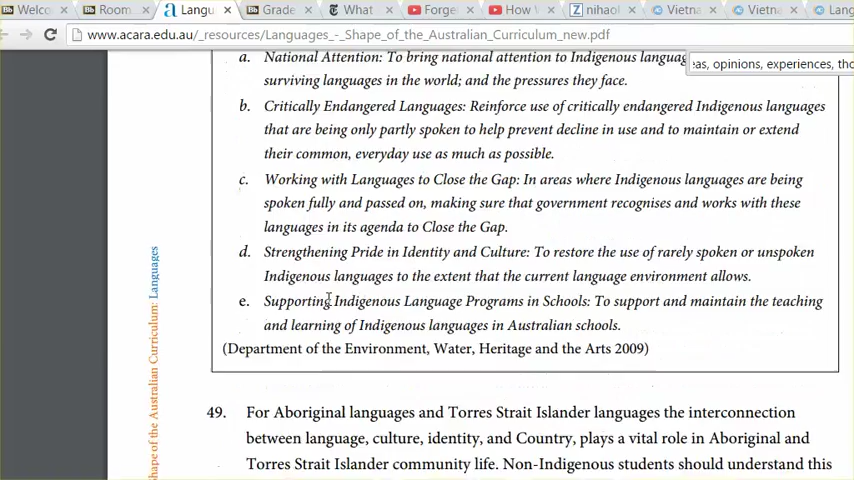 Welco
Room
Langu
Grade
What
Forge
How W
nihaol
Vietna
Vietna
Lang
www.acara.edu.au/_resources/Languages_-_Shape_of_the_Australian_Curriculum_new.pdf
a. National Attention: To bring national attention to Indigenous
eas, opinions, experiences, tho
surviving languages in the world; and the pressures they face.
b. Critically Endangered Languages: Reinforce use of critically endangered Indigenous languages
that are being only partly spoken to help prevent decline in use and to maintain or extend
their common, everyday use as much as possible.
c. Working with Languages to Close the Gap: In areas where Indigenous languages are being
spoken fully and passed on, making sure that government recognises and works with these
languages in its agenda to Close the Gap.
d. Strengthening Pride in Identity and Culture: To restore the use of rarely spoken or unspoken
Indigenous languages to the extent that the current language environment allows.
e. Supporting Indigenous Language Programs in Schools: To support and maintain the teaching
and learning of Indigenous languages in Australian schools.
(Department of the Environment, Water, Heritage and the Arts 2009)
49. For Aboriginal languages and Torres Strait Islander languages the interconnection
between language, culture, identity, and Country, plays a vital role in Aboriginal and
Torres Strait Islander community life. Non-Indigenous students should understand this
Shape of the Australian Curriculum: Languages